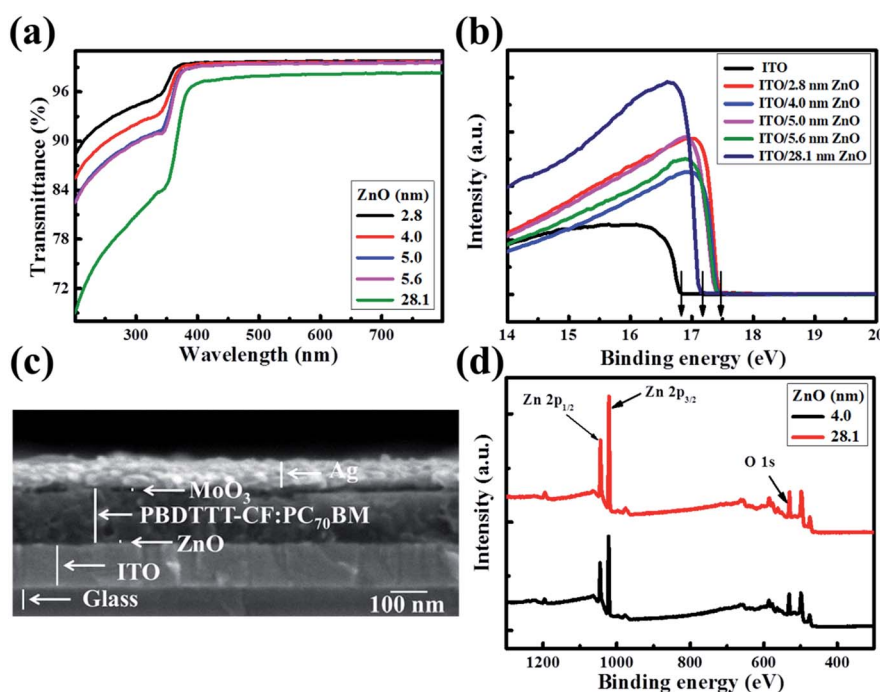 (a)
Transmittance (%)
96
90
84
78
72
ZnO (nm)
2.8
4.0
5.0
5.6
28.1
300 400 500 600 700
Wavelength (nm)
(b)
Intensity (a.u.)
ITO
ITO/2.8 nm ZnO
ITO/4.0 nm ZnO
ITO/5.0 nm ZnO
ITO/5.6 nm ZnO
ITO/28.1 nm ZnO
14 15 16 17 18 19 20
Binding energy (eV)
(c)
Ag
MoO₃
PBDTTT-CF:PC₇₀BM
ZnO
ITO
Glass
100 nm
(d)
Intensity (a.u.)
Zn 2p₁/₂
Zn 2p₃/₂
O 1s
ZnO (nm)
4.0
28.1
1200 1000 800 600 400
Binding energy (eV)